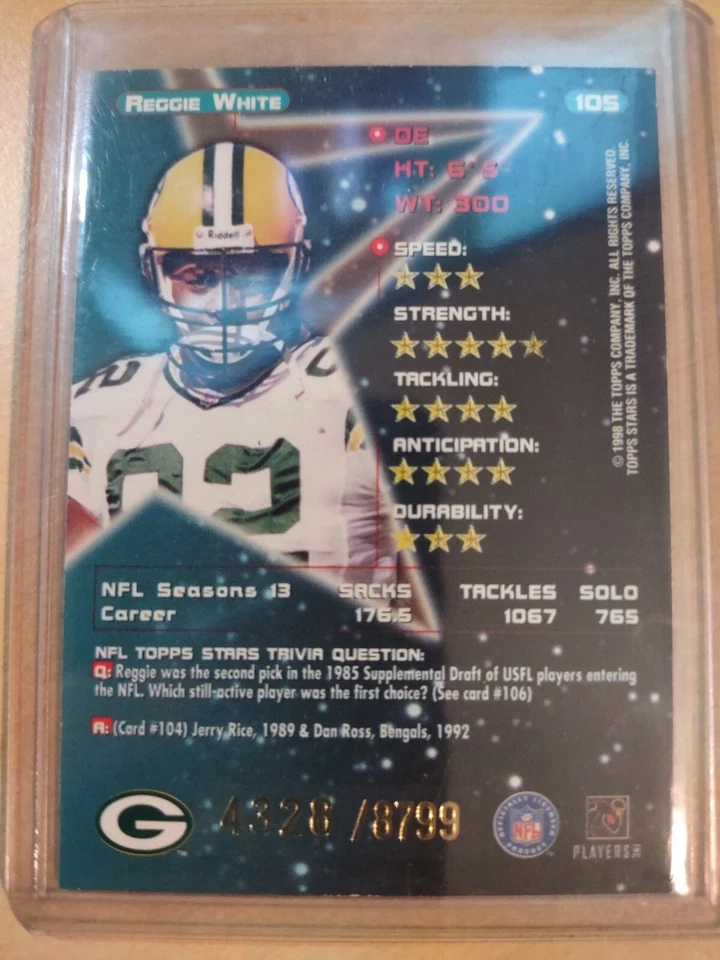 REGGIE WHITE
105
DE
HT: 6'5
WT: 300
Riddell
SPEED:
STRENGTH:
TACKLING:
ANTICIPATION:
DURABILITY:
92
© 1998 THE TOPPS COMPANY, INC. ALL RIGHTS RESERVED.
TOPPS STARS IS A TRADEMARK OF THE TOPPS COMPANY, INC.
NFL Seasons 13 SACKS TACKLES SOLO
Career 176.5 1067 765
NFL TOPPS STARS TRIVIA QUESTION:
Q: Reggie was the second pick in the 1985 Supplemental Draft of USFL players entering
the NFL. Which still-active player was the first choice? (See card #106)
A: (Card #104) Jerry Rice, 1989 & Dan Ross, Bengals, 1992
G
4328 /8799
NFL
PLAYERS INC